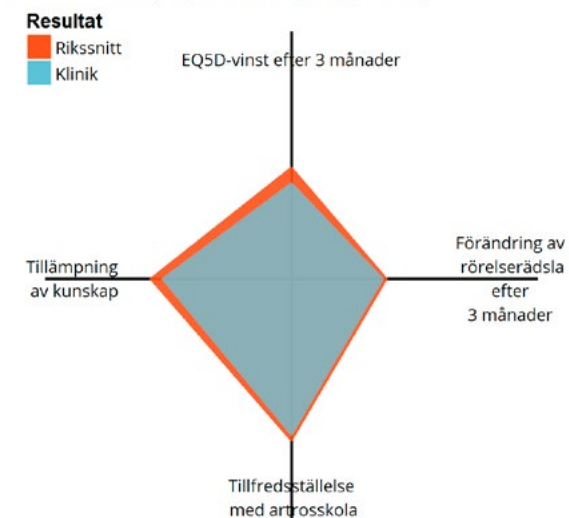 Resultat
Rikssnitt
Klinik
EQ5D-vinst efter 3 månader
Förändring av
rörelserädsla
efter
3 månader
Tillämpning
av kunskap
Tillfredsställelse
med artrosskola